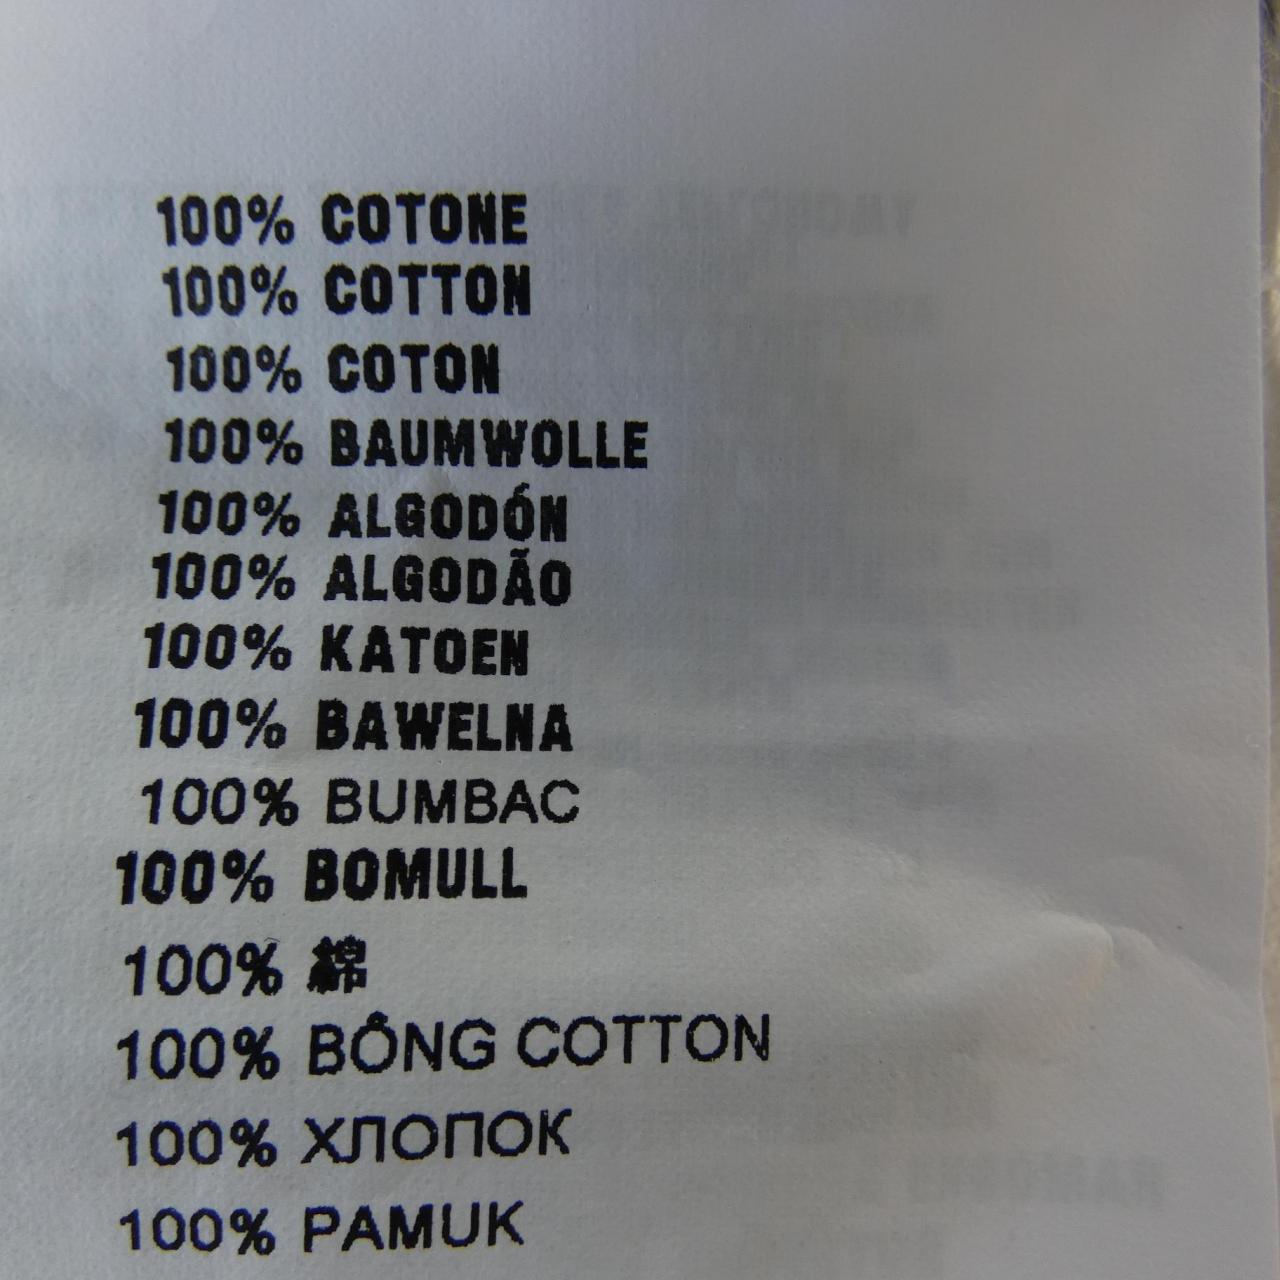 100% COTONE
100% COTTON
100% COTON
100% BAUMWOLLE
100% ALGODÓN
100% ALGODÃO
100% KATOEN
100% BAWELNA
100% BUMBAC
100% BOMULL
100% 綿
100% BÔNG COTTON
100% ХЛОПОК
100% PAMUK